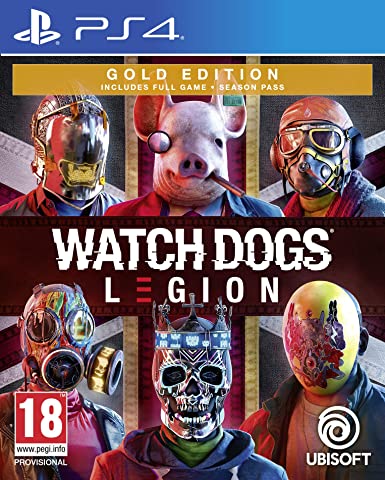 PS4
GOLD EDITION
INCLUDES FULL GAME • SEASON PASS
WATCH DOGS®
LEGION
18
www.pegi.info
PROVISIONAL
UBISOFT